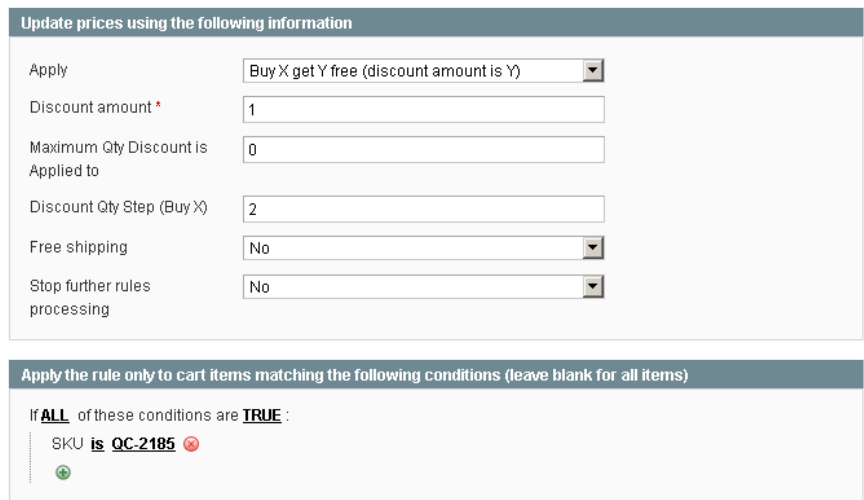 Update prices using the following information
Apply
Buy X get Y free (discount amount is Y)
Discount amount *
1
Maximum Qty Discount is
Applied to
0
Discount Qty Step (Buy X)
2
Free shipping
No
Stop further rules
processing
No
Apply the rule only to cart items matching the following conditions (leave blank for all items)
If ALL of these conditions are TRUE :
SKU is QC-2185